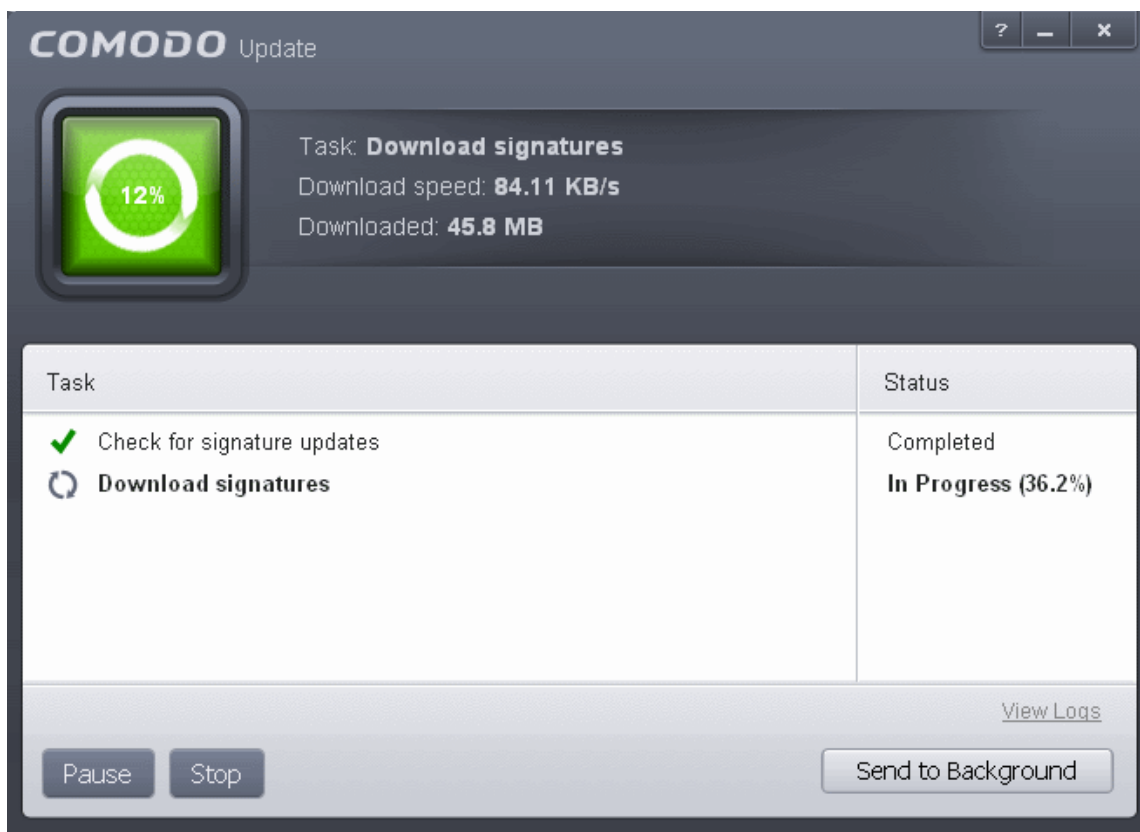 COMODO Update
? – ×
12%
Task: Download signatures
Download speed: 84.11 KB/s
Downloaded: 45.8 MB
Task Status
Check for signature updates Completed
Download signatures In Progress (36.2%)
View Logs
Pause Stop Send to Background